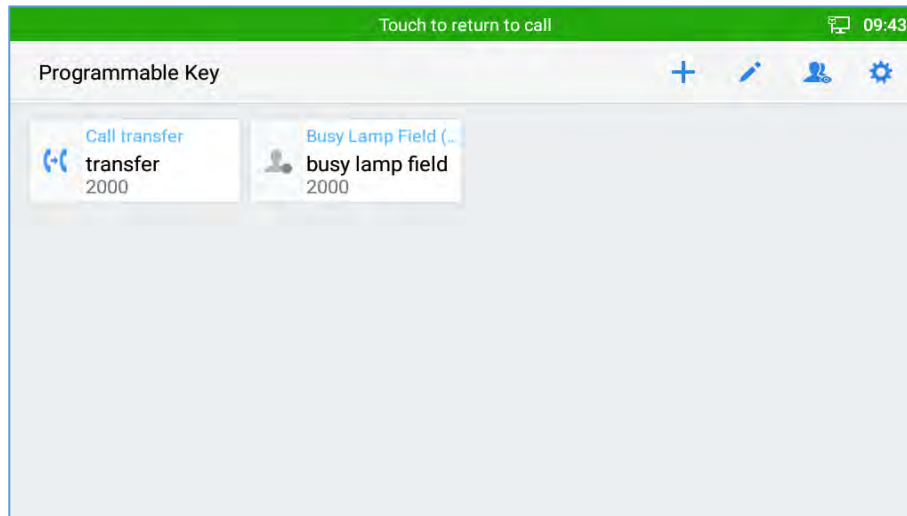 Touch to return to call 09:43
Programmable Key
Call transfer
transfer
2000
Busy Lamp Field (..
busy lamp field
2000